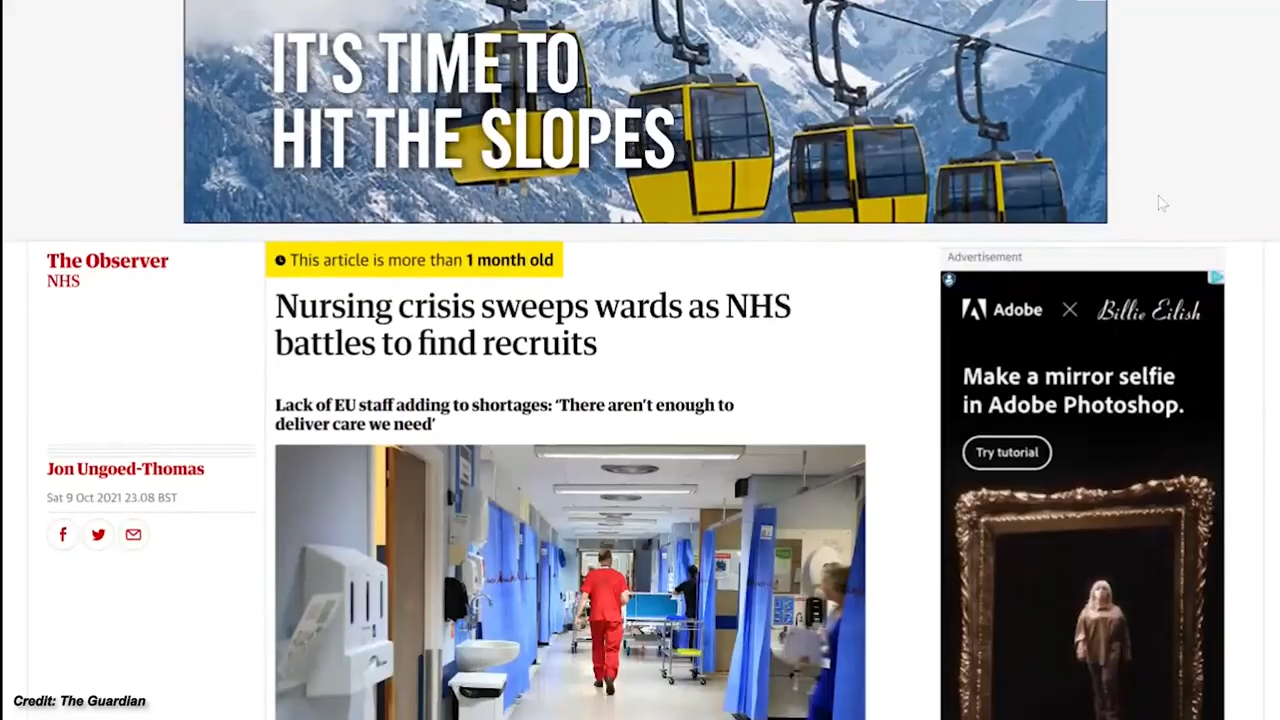 IT'S TIME TO
HIT THE SLOPES
The Observer
NHS
This article is more than 1 month old
Nursing crisis sweeps wards as NHS
battles to find recruits
Lack of EU staff adding to shortages: ‘There aren’t enough to
deliver care we need’
Jon Ungoed-Thomas
Sat 9 Oct 2021 23.08 BST
Advertisement
Adobe × Billie Eilish
Make a mirror selfie
in Adobe Photoshop.
Try tutorial
Credit: The Guardian